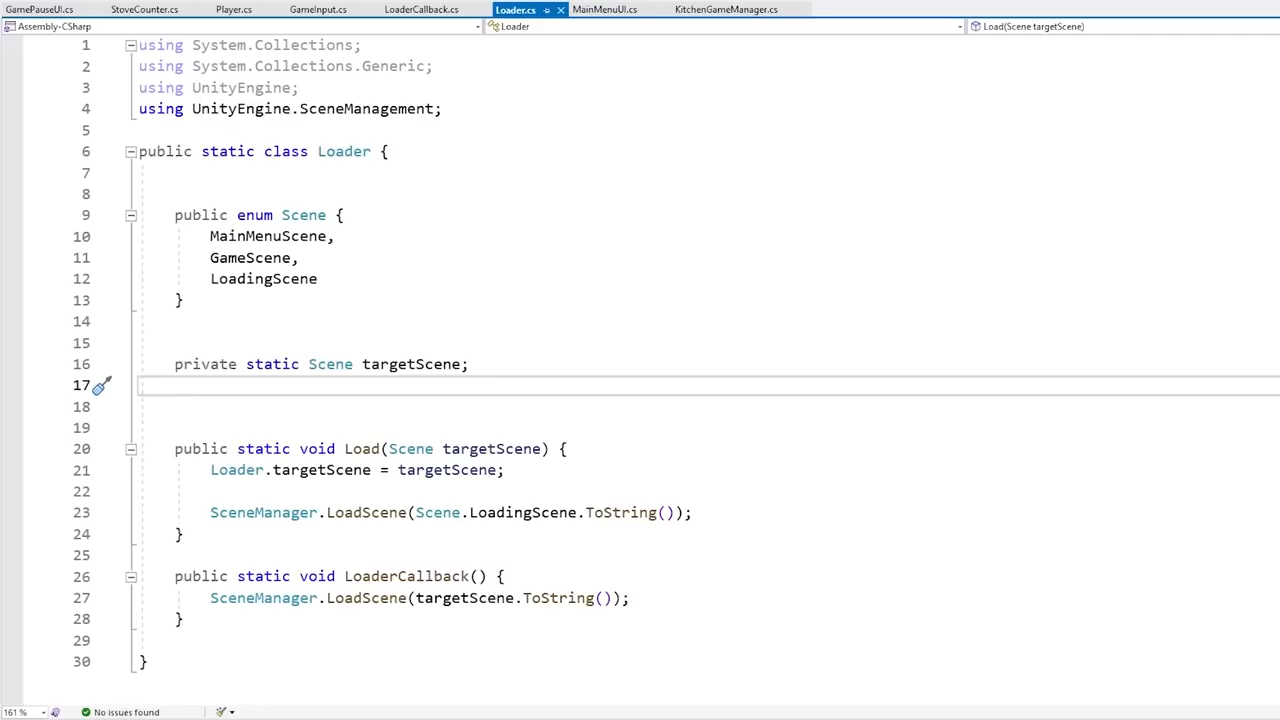 GamePauseUI.cs StoveCounter.cs Player.cs GameInput.cs LoaderCallback.cs Loader.cs MainMenuUI.cs KitchenGameManager.cs
Assembly-CSharp Loader Load(Scene targetScene)
1 using System.Collections;
2 using System.Collections.Generic;
3 using UnityEngine;
4 using UnityEngine.SceneManagement;
5
6 public static class Loader {
7
8
9 public enum Scene {
10 MainMenuScene,
11 GameScene,
12 LoadingScene
13 }
14
15
16 private static Scene targetScene;
17
18
19
20 public static void Load(Scene targetScene) {
21 Loader.targetScene = targetScene;
22
23 SceneManager.LoadScene(Scene.LoadingScene.ToString());
24 }
25
26 public static void LoaderCallback() {
27 SceneManager.LoadScene(targetScene.ToString());
28 }
29
30 }
161 % No issues found